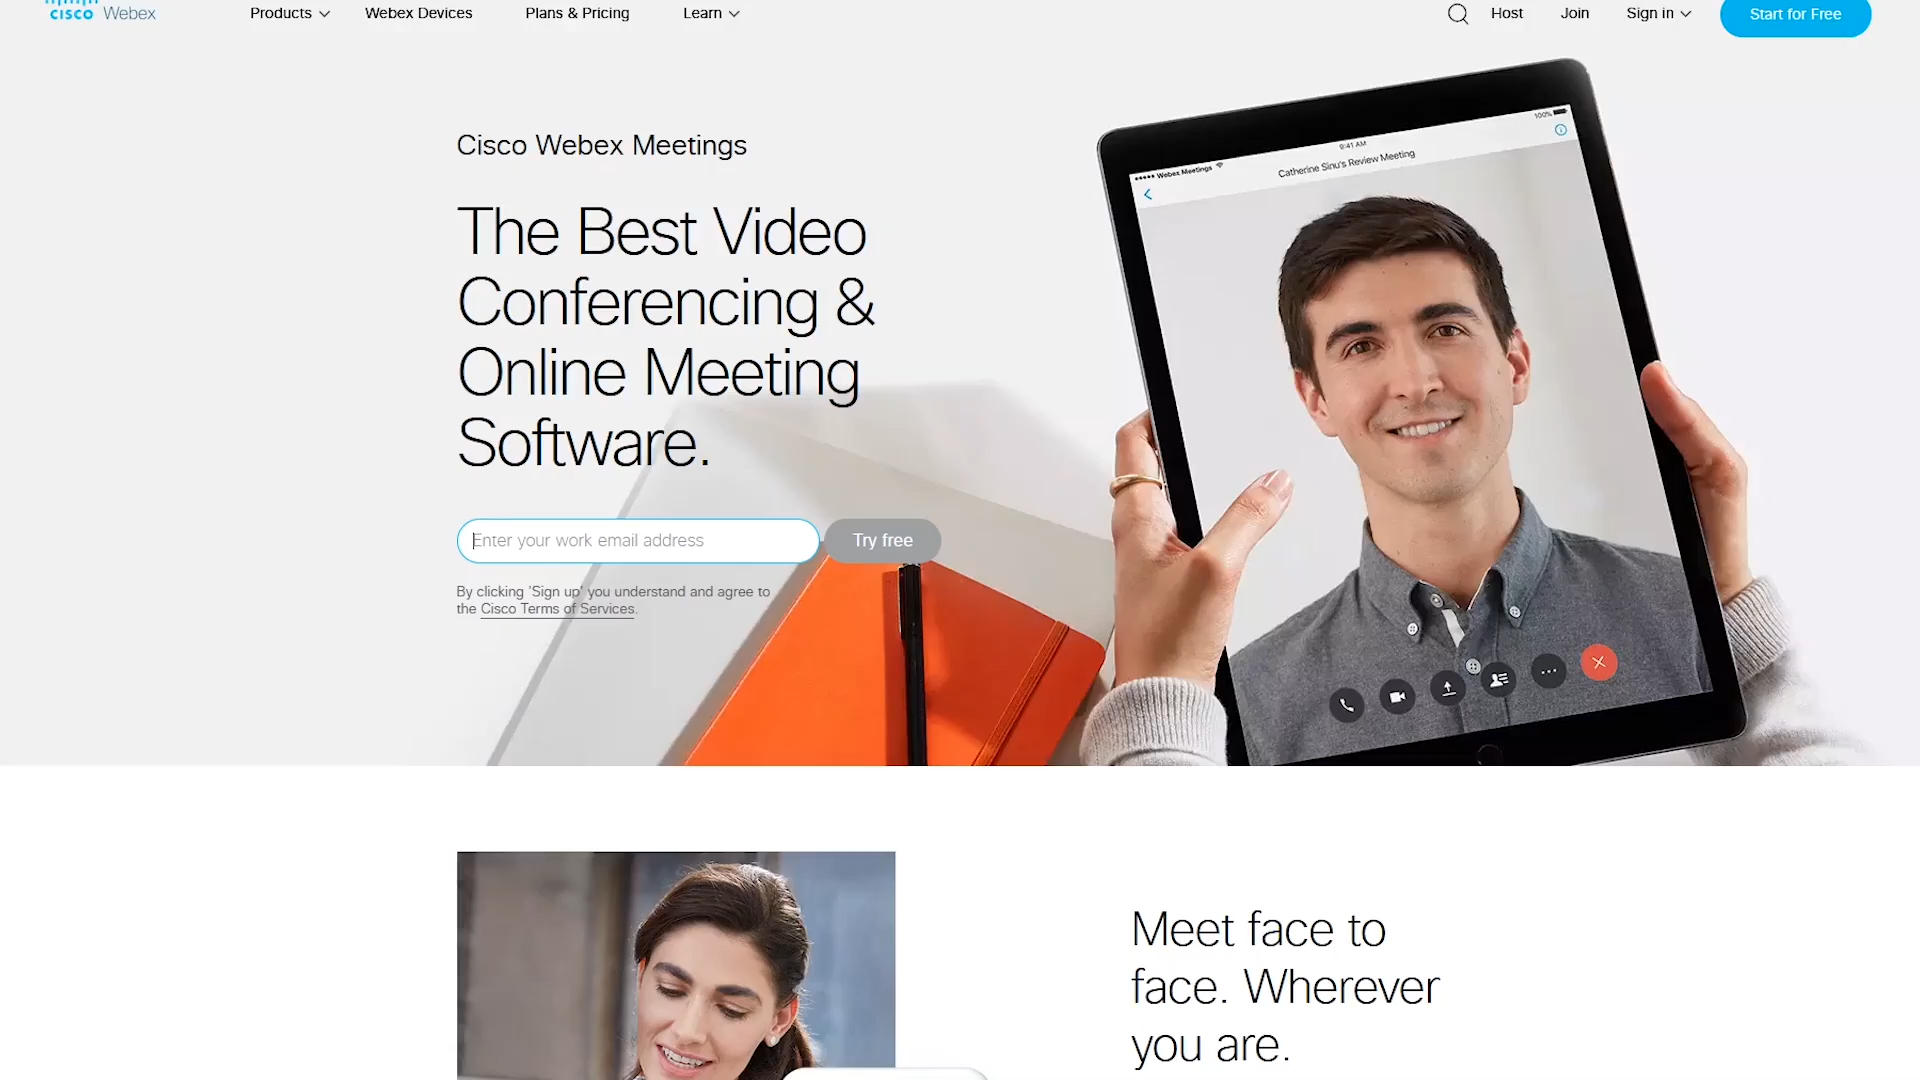 cisco Webex
Products
Webex Devices
Plans & Pricing
Learn
Host
Join
Sign in
Start for Free
Cisco Webex Meetings
The Best Video
Conferencing &
Online Meeting
Software.
Enter your work email address
Try free
By clicking 'Sign up' you understand and agree to
the Cisco Terms of Services.
Webex Meetings
9:41 AM
100%
Catherine Sinu's Review Meeting
Meet face to
face. Wherever
you are.